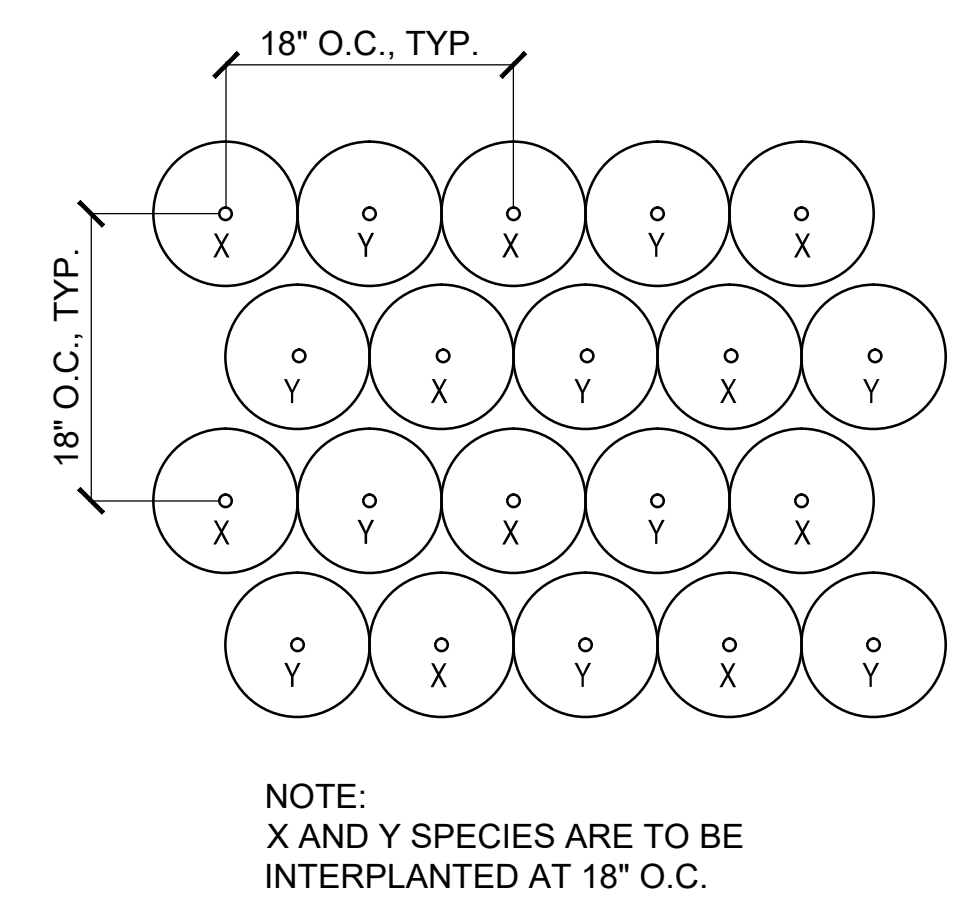 18" O.C., TYP.
18" O.C., TYP.
X Y X Y X
Y X Y X Y
X Y X Y X
Y X Y X Y
NOTE:
X AND Y SPECIES ARE TO BE
INTERPLANTED AT 18" O.C.